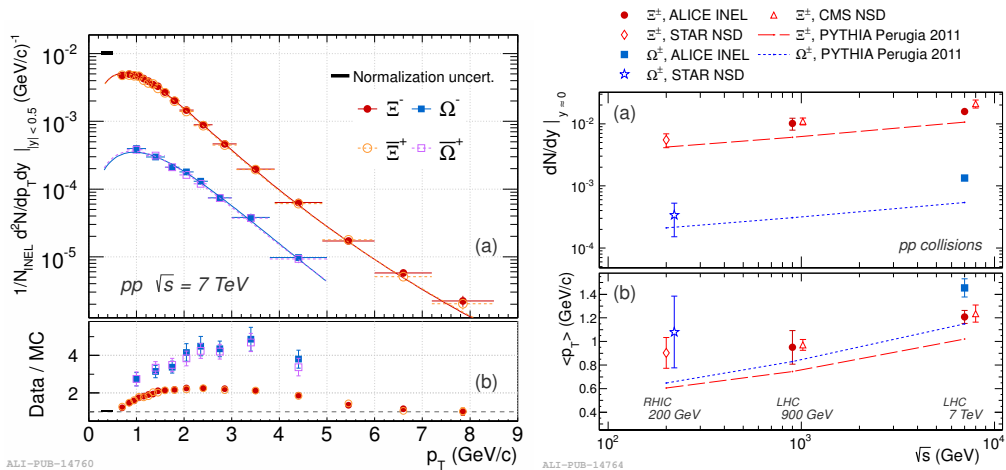 1/N_INEL d²N/dp_Tdy |_|y|<0.5 (GeV/c)⁻¹
10⁻²
10⁻³
10⁻⁴
10⁻⁵
Normalization uncert.
Ξ⁻ Ω⁻
Ξ̅⁺ Ω̅⁺
(a)
pp √s = 7 TeV
Data / MC
4
2
(b)
0 1 2 3 4 5 6 7 8 9
p_T (GeV/c)
ALI-PUB-14760
Ξ±, ALICE INEL
Ξ±, STAR NSD
Ω±, ALICE INEL
Ω±, STAR NSD
Ξ±, CMS NSD
Ξ±, PYTHIA Perugia 2011
Ω±, PYTHIA Perugia 2011
dN/dy |_y ≈ 0
(a)
10⁻²
10⁻³
10⁻⁴
pp collisions
<p_T> (GeV/c)
(b)
1.4
1.2
1
0.8
0.6
0.4
RHIC
200 GeV
LHC
900 GeV
LHC
7 TeV
10² 10³ 10⁴
√s (GeV)
ALI-PUB-14764